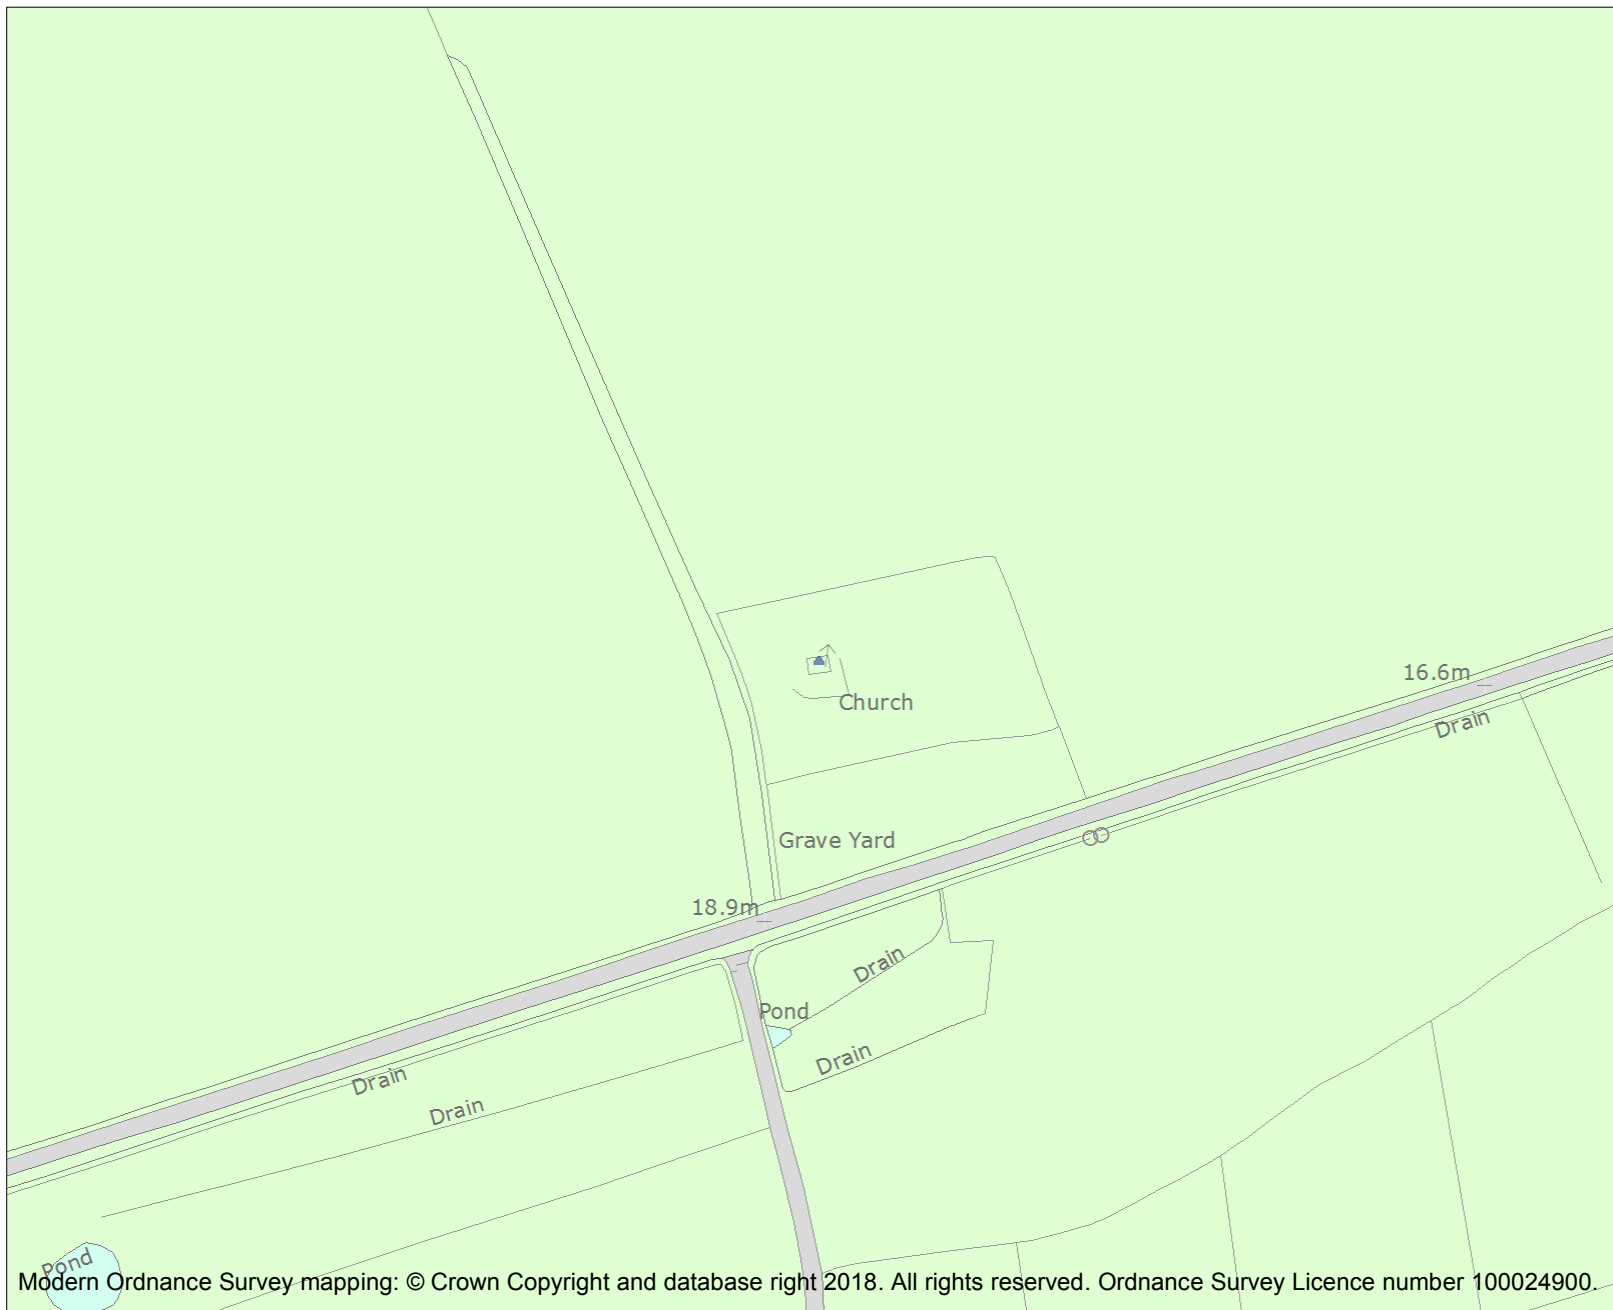 16.6m
Church
Drain
Grave Yard
18.9m
Drain
Pond
Drain
Drain
Drain
Pond
Modern Ordnance Survey mapping: © Crown Copyright and database right 2018. All rights reserved. Ordnance Survey Licence number 100024900.